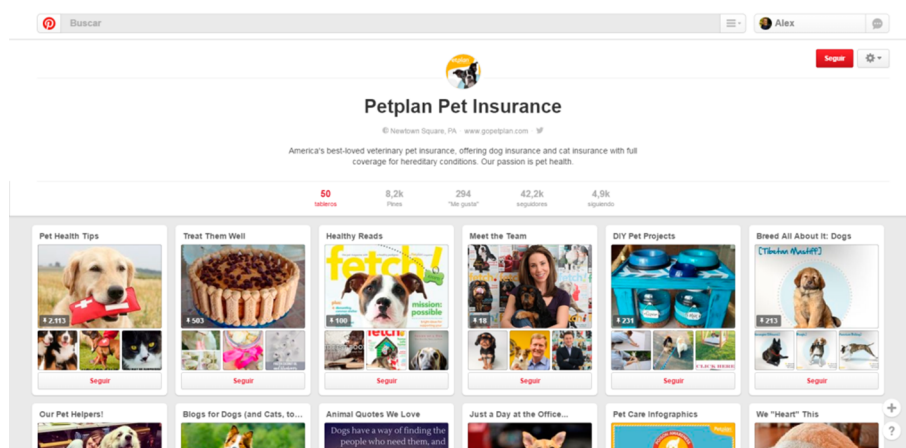 Buscar
Alex
Seguir
Petplan Pet Insurance
Newtown Square, PA · www.gopetplan.com ·
America's best-loved veterinary pet insurance, offering dog insurance and cat insurance with full
coverage for hereditary conditions. Our passion is pet health.
50 8,2k 294 42,2k 4,9k
tableros Pines "Me gusta" seguidores siguiendo
Pet Health Tips
Treat Them Well
Healthy Reads
Meet the Team
DIY Pet Projects
Breed All About It: Dogs
fetch!
plus
mission:
possible
fetch!
[Tibetan Mastiff]
2,113
503
100
18
231
213
Seguir
Seguir
Seguir
Seguir
Seguir
Seguir
Our Pet Helpers!
Blogs for Dogs (and Cats, to...
Animal Quotes We Love
Just a Day at the Office...
Pet Care Infographics
We "Heart" This
Dogs have a way of finding the
people who need them, and
?